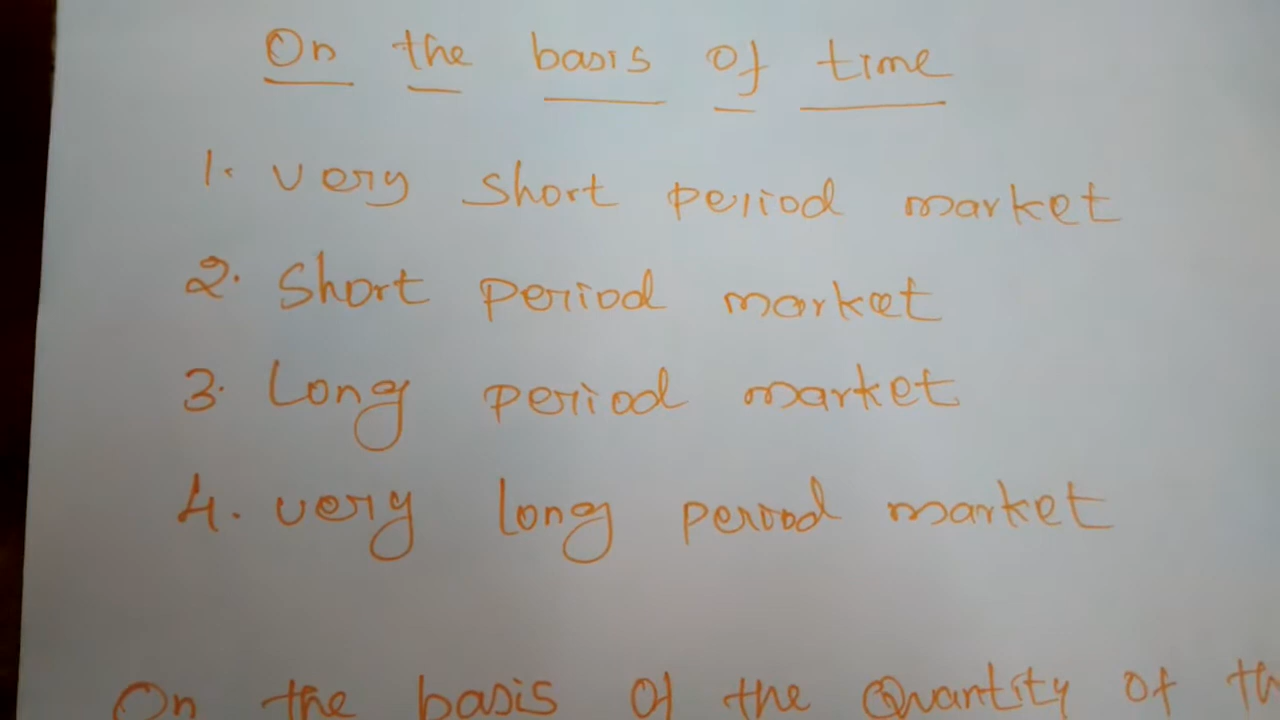 On the basis of time
1. very short period market
2. Short period market
3. Long period market
4. very long period market
On the basis of the Quantity of